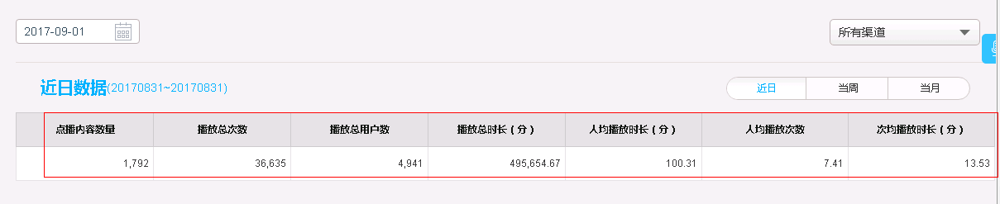 2017-09-01 所有渠道
近日数据(20170831~20170831) 近日 当周 当月
点播内容数量 播放总次数 播放总用户数 播放总时长（分） 人均播放时长（分） 人均播放次数 次均播放时长（分）
1,792 36,635 4,941 495,654.67 100.31 7.41 13.53